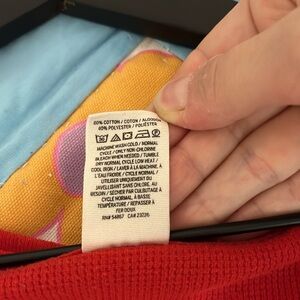 60% COTTON / COTON / ALGODÓN
40% POLYESTER / POLIÉSTER
MACHINE WASH COLD / NORMAL
CYCLE / ONLY NON-CHLORINE
BLEACH WHEN NEEDED / TUMBLE
DRY NORMAL CYCLE LOW HEAT /
COOL IRON / LAVER À LA MACHINE À
L'EAU FROIDE / CYCLE NORMAL /
UTILISER UNIQUEMENT DU
JAVELLISANT SANS CHLORE, AU
BESOIN / SÉCHER PAR CULBUTAGE À
CYCLE NORMAL, À BASSE
TEMPÉRATURE / REPASSER À
FER DOUX
RN# 54867 CA# 23226